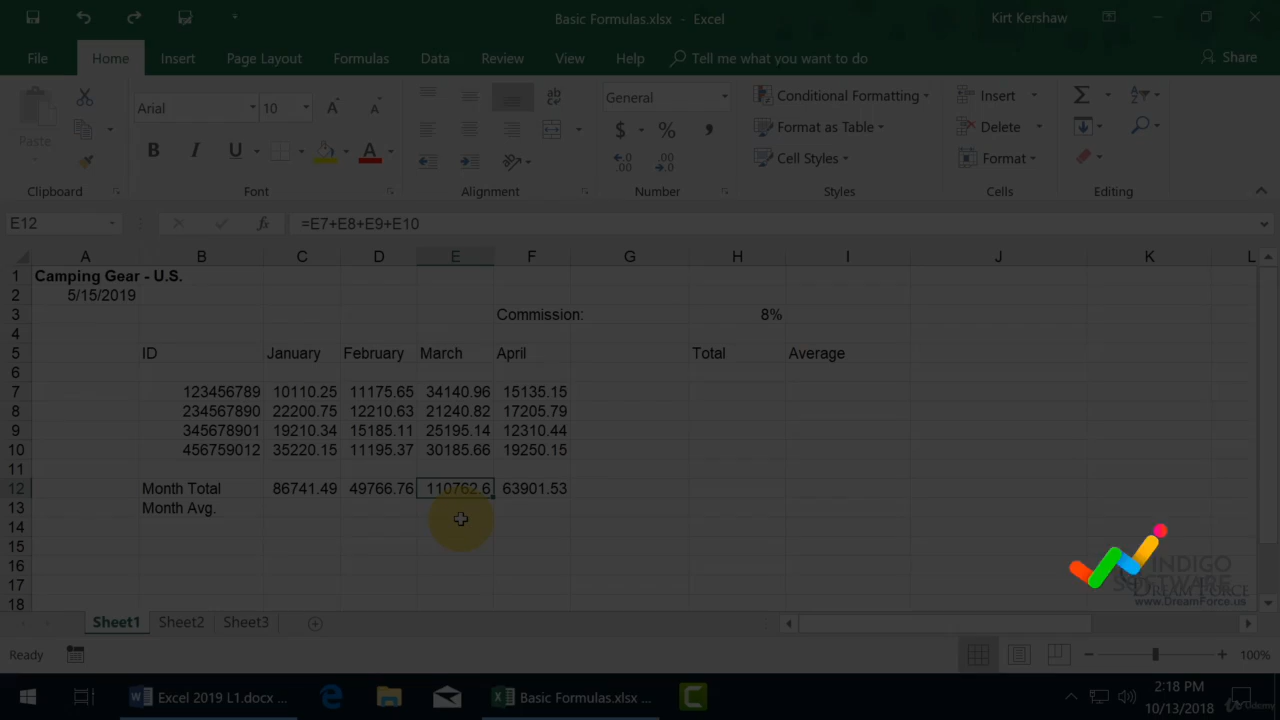 Basic Formulas.xlsx - Excel
Kirt Kershaw
File Home Insert Page Layout Formulas Data Review View Help Tell me what you want to do Share
Paste
Arial 10
B I U A
General
$ % ,
Conditional Formatting
Format as Table
Cell Styles
Insert
Delete
Format
Clipboard Font Alignment Number Styles Cells Editing
E12 fx =E7+E8+E9+E10
A B C D E F G H I J K L
1 Camping Gear - U.S.
2 5/15/2019
3 Commission: 8%
4
5 ID January February March April Total Average
6
7 123456789 10110.25 11175.65 34140.96 15135.15
8 234567890 22200.75 12210.63 21240.82 17205.79
9 345678901 19210.34 15185.11 25195.14 12310.44
10 456759012 35220.15 11195.37 30185.66 19250.15
11
12 Month Total 86741.49 49766.76 110762.6 63901.53
13 Month Avg.
14
15
16
17
18
INDIGO
SOFTWARE
DREAM FORCE
www.DreamForce.us
Sheet1 Sheet2 Sheet3
Ready 100%
Excel 2019 L1.docx ...
Basic Formulas.xlsx ...
2:18 PM
10/13/2018
Udemy